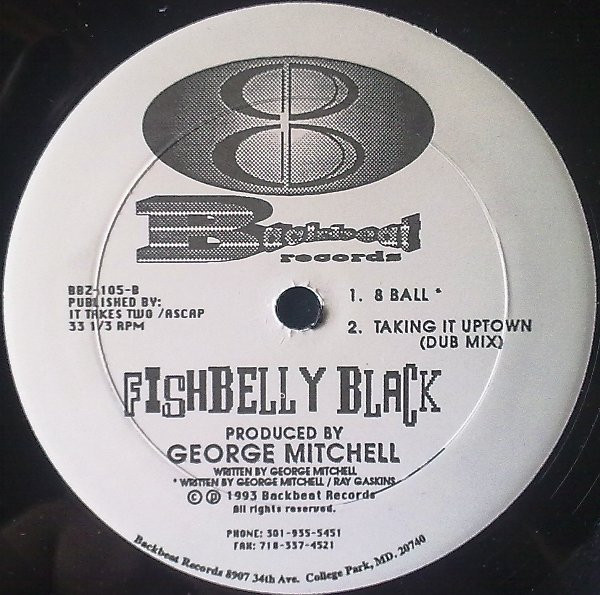 Backbeat
records
BBZ-105-B
PUBLISHED BY:
IT TAKES TWO /ASCAP
33 1/3 RPM
1. 8 BALL *
2. TAKING IT UPTOWN
(DUB MIX)
FISHBELLY BLACK
PRODUCED BY
GEORGE MITCHELL
WRITTEN BY GEORGE MITCHELL
* WRITTEN BY GEORGE MITCHELL / RAY GASKINS
© ℗ 1993 Backbeat Records
All rights reserved.
PHONE: 301-935-5451
FAX: 718-337-4521
Backbeat Records 8907 34th Ave. College Park, MD. 20740